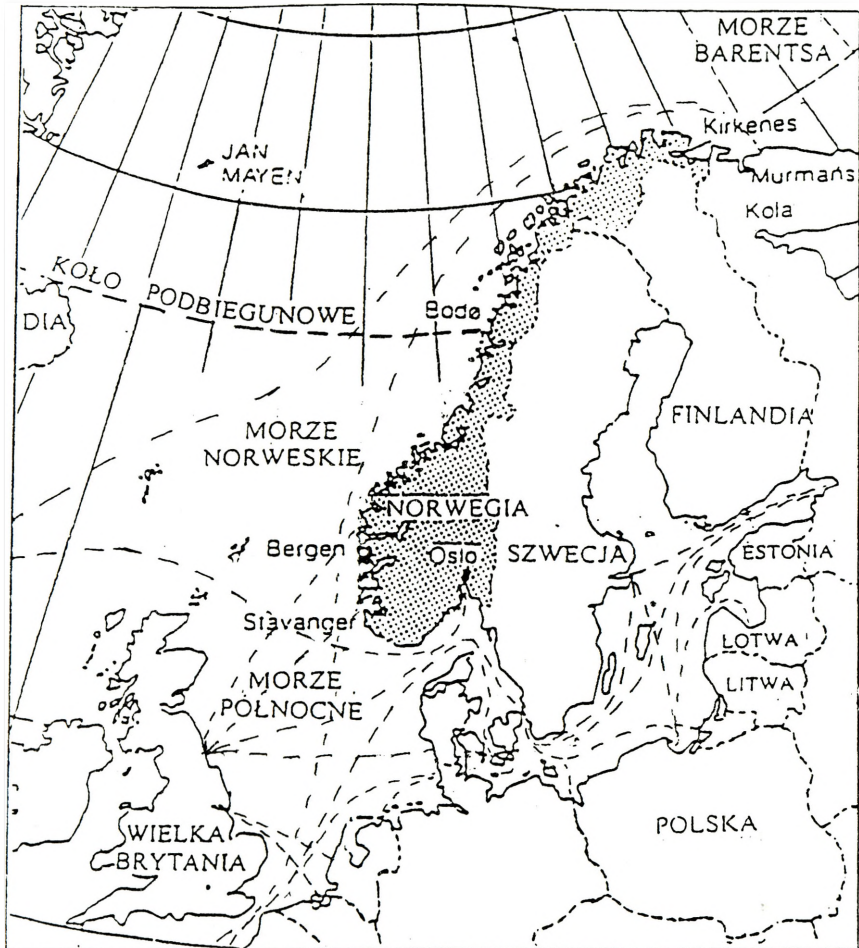 MORZE
BARENTSA
Kirkenes
JAN
MAYEN
Murmańs
Kola
KOŁO PODBIEGUNOWE
DIA
Bodø
FINLANDIA
MORZE
NORWESKIE
NORWEGIA
Bergen
Oslo
SZWECJA
ESTONIA
Stavanger
LOTWA
MORZE
PÓŁNOCNE
LITWA
WIELKA
BRYTANIA
POLSKA